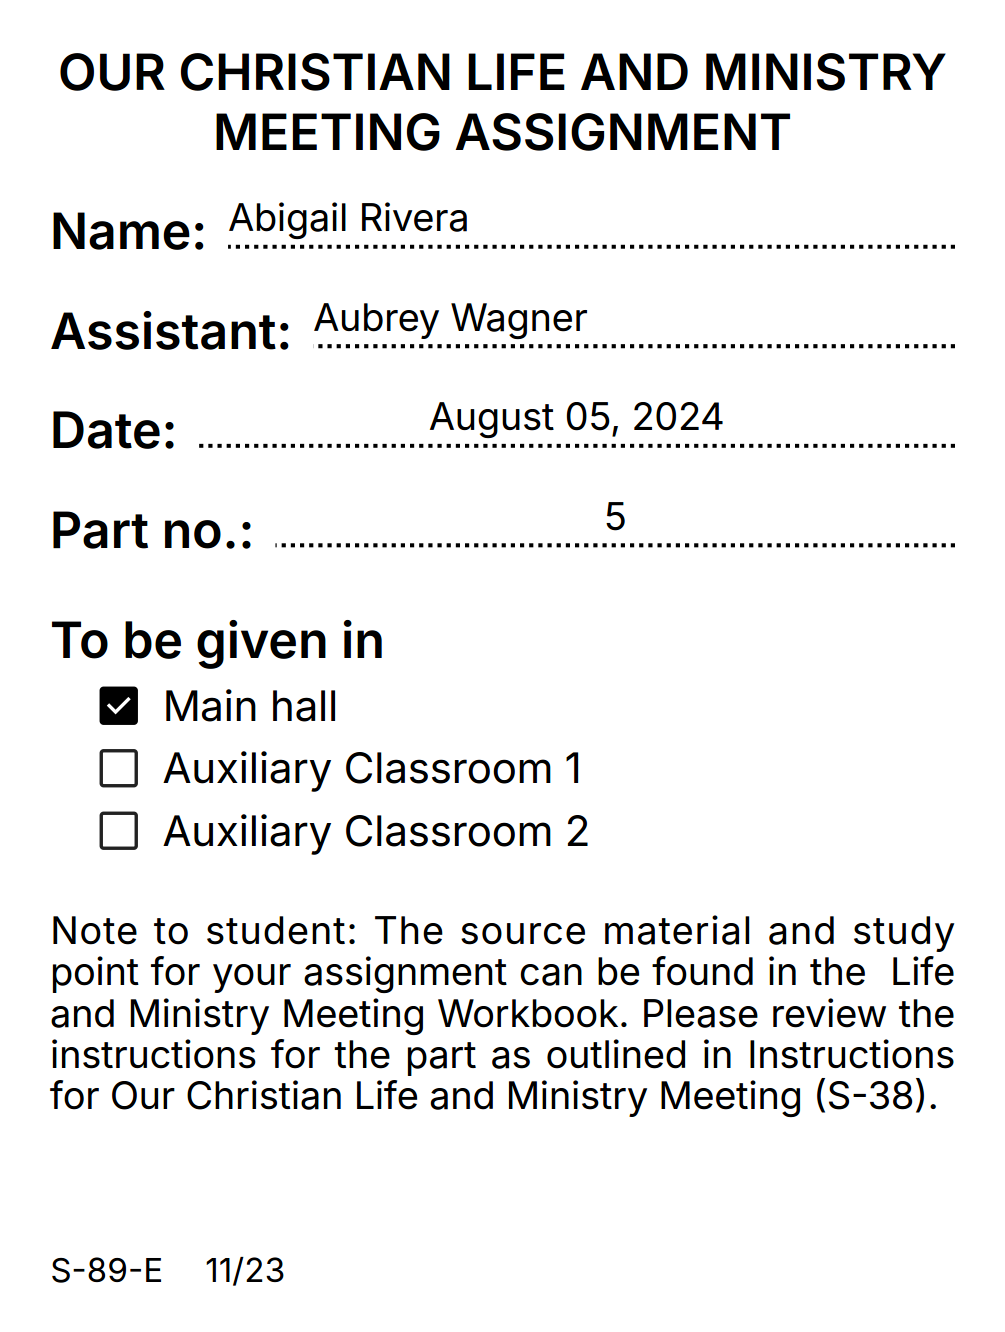 OUR CHRISTIAN LIFE AND MINISTRY
MEETING ASSIGNMENT
Name: Abigail Rivera
Assistant: Aubrey Wagner
Date: August 05, 2024
Part no.: 5
To be given in
Main hall
Auxiliary Classroom 1
Auxiliary Classroom 2
Note to student: The source material and study
point for your assignment can be found in the Life
and Ministry Meeting Workbook. Please review the
instructions for the part as outlined in Instructions
for Our Christian Life and Ministry Meeting (S-38).
S-89-E 11/23